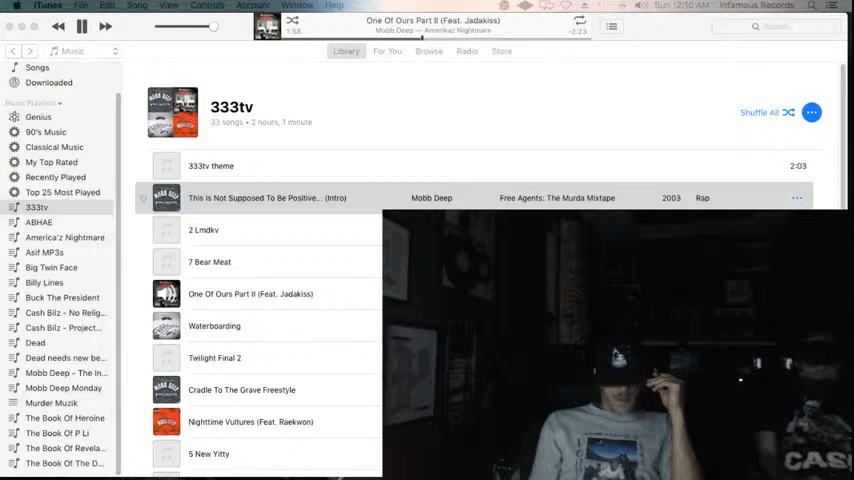 iTunes File Edit Song View Controls Account Window Help Sun 12:10 AM Infamous Records
One Of Ours Part II (Feat. Jadakiss)
1:58 Mobb Deep — Amerikaz Nightmare -2:23
Search
Music Library For You Browse Radio Store
Songs
Downloaded
Music Playlists
Genius
90's Music
Classical Music
My Top Rated
Recently Played
Top 25 Most Played
333tv
ABHAE
America'z Nightmare
Asif MP3s
Big Twin Face
Billy Lines
Buck The President
Cash Bilz - No Relig...
Cash Bilz - Project...
Dead
Dead needs new be...
Mobb Deep - The In...
Mobb Deep Monday
Murder Muzik
The Book Of Heroine
The Book Of P Li
The Book Of Revela...
The Book Of The D...
333tv
33 songs • 2 hours, 1 minute
Shuffle All
333tv theme 2:03
This Is Not Supposed To Be Positive... (Intro) Mobb Deep Free Agents: The Murda Mixtape 2003 Rap
2 Lmdkv
7 Bear Meat
One Of Ours Part II (Feat. Jadakiss)
Waterboarding
Twilight Final 2
Cradle To The Grave Freestyle
Nighttime Vultures (Feat. Raekwon)
5 New Yitty
CAS